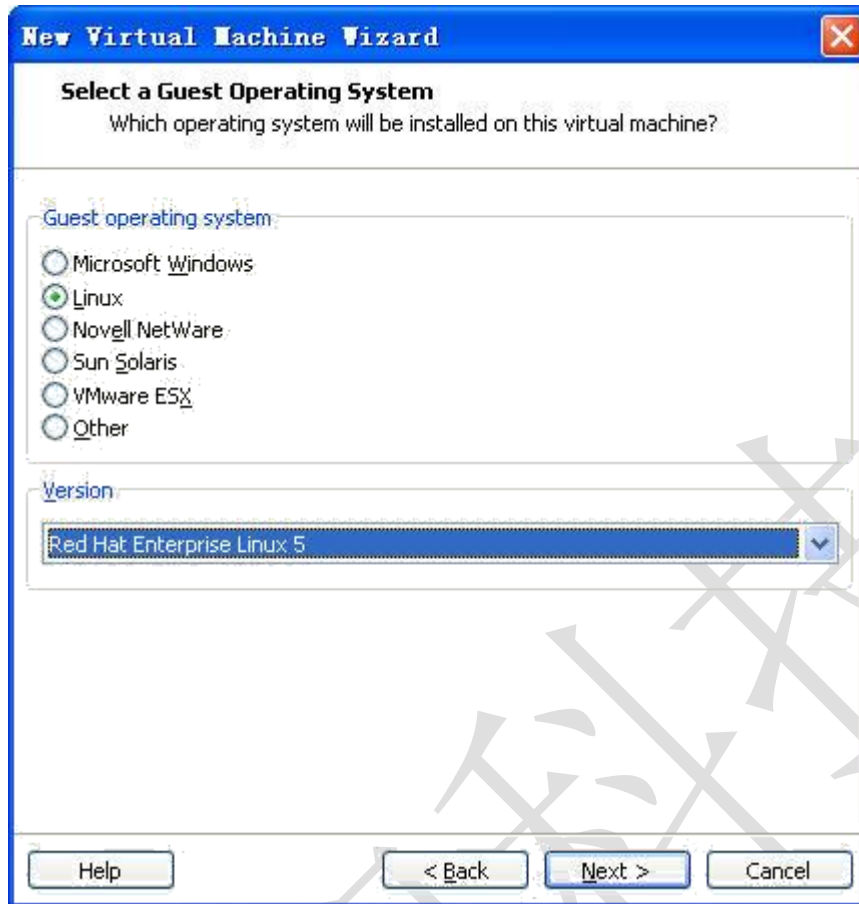 New Virtual Machine Wizard
Select a Guest Operating System
Which operating system will be installed on this virtual machine?
Guest operating system
Microsoft Windows
Linux
Novell NetWare
Sun Solaris
VMware ESX
Other
Version
Red Hat Enterprise Linux 5
Help
< Back
Next >
Cancel